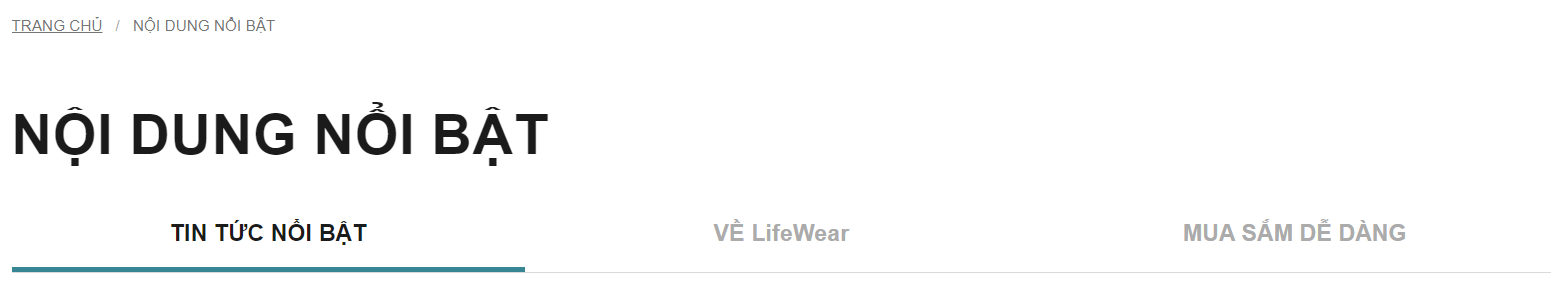 TRANG CHỦ / NỘI DUNG NỔI BẬT
NỘI DUNG NỔI BẬT
TIN TỨC NỔI BẬT VỀ LifeWear MUA SẮM DỄ DÀNG